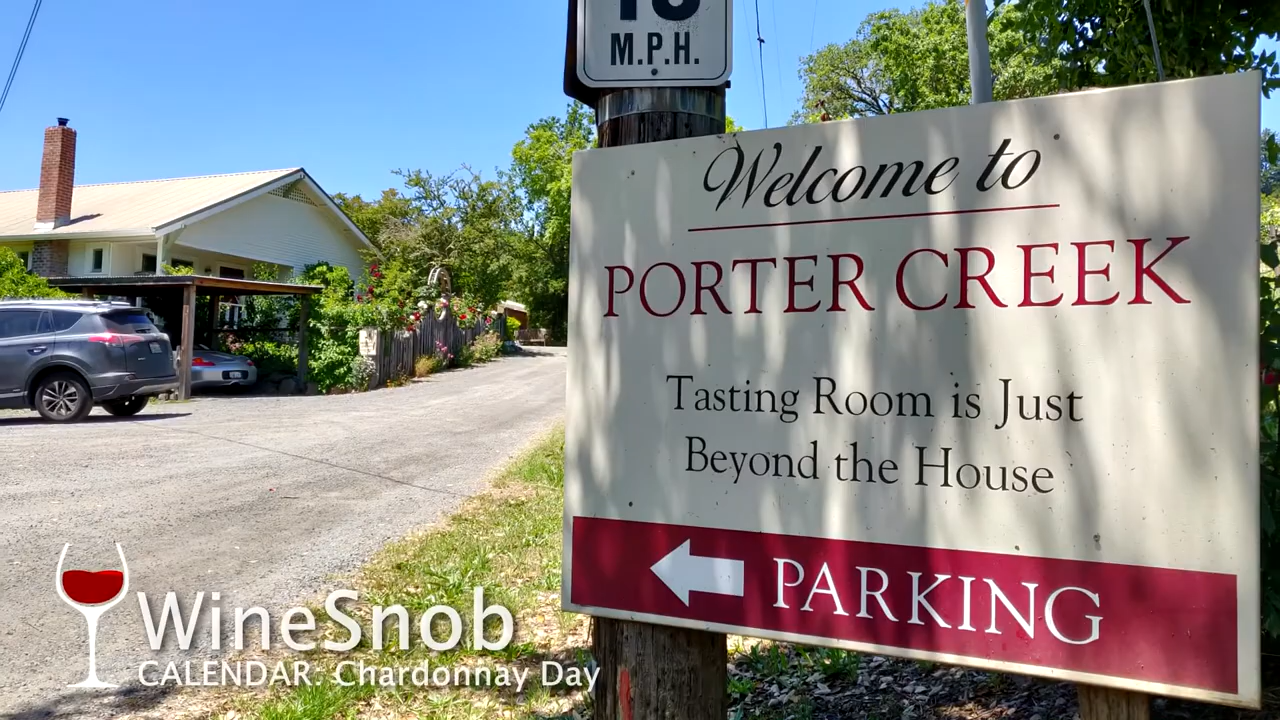 M.P.H.
Welcome to
PORTER CREEK
Tasting Room is Just
Beyond the House
PARKING
WineSnob
CALENDAR: Chardonnay Day